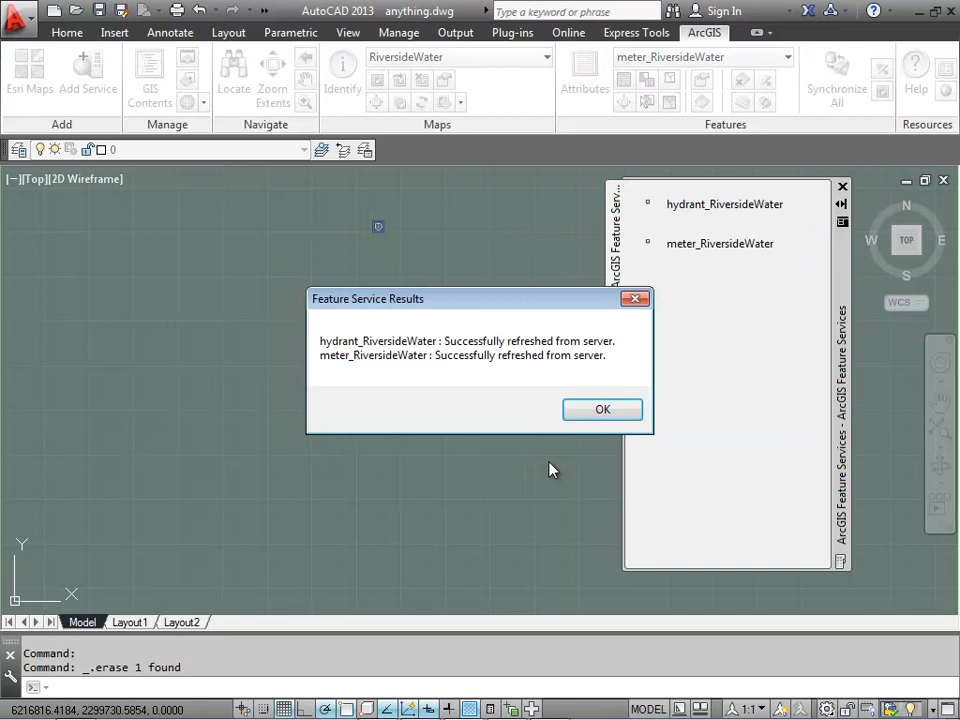 AutoCAD 2013 anything.dwg
Type a keyword or phrase
Sign In
Home Insert Annotate Layout Parametric View Manage Output Plug-ins Online Express Tools ArcGIS
RiversideWater
meter_RiversideWater
Esri Maps
Add Service
GIS
Contents
Locate
Zoom
Extents
Identify
Attributes
Synchronize
All
Help
Add
Manage
Navigate
Maps
Features
Resources
0
[−][Top][2D Wireframe]
ArcGIS Feature Serv...
hydrant_RiversideWater
meter_RiversideWater
N
W
TOP
E
S
WCS
Feature Service Results
hydrant_RiversideWater : Successfully refreshed from server.
meter_RiversideWater : Successfully refreshed from server.
OK
ArcGIS Feature Services - ArcGIS Feature Services
Y
X
Model Layout1 Layout2
Command:
Command: _.erase 1 found
6216816.4184, 2299730.5854, 0.0000
MODEL
1:1